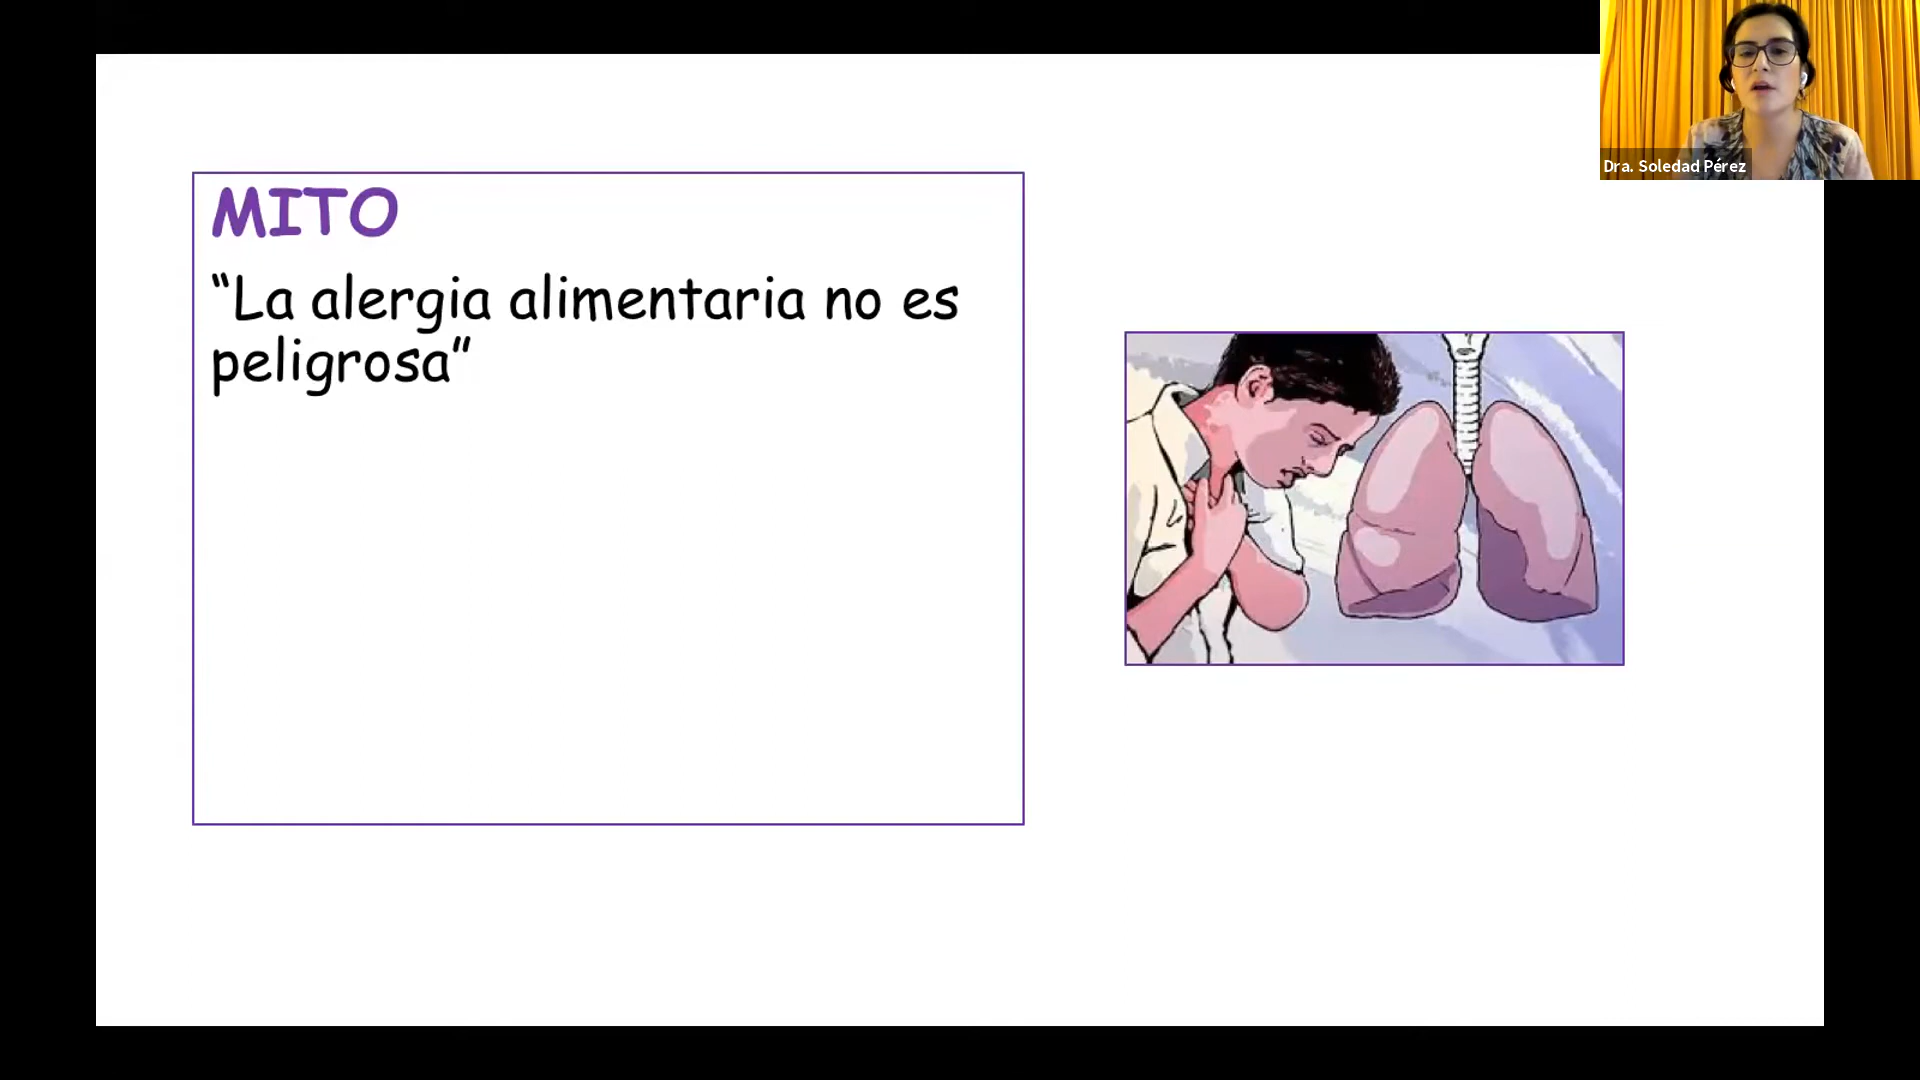 MITO
“La alergia alimentaria no es
peligrosa”
Dra. Soledad Pérez